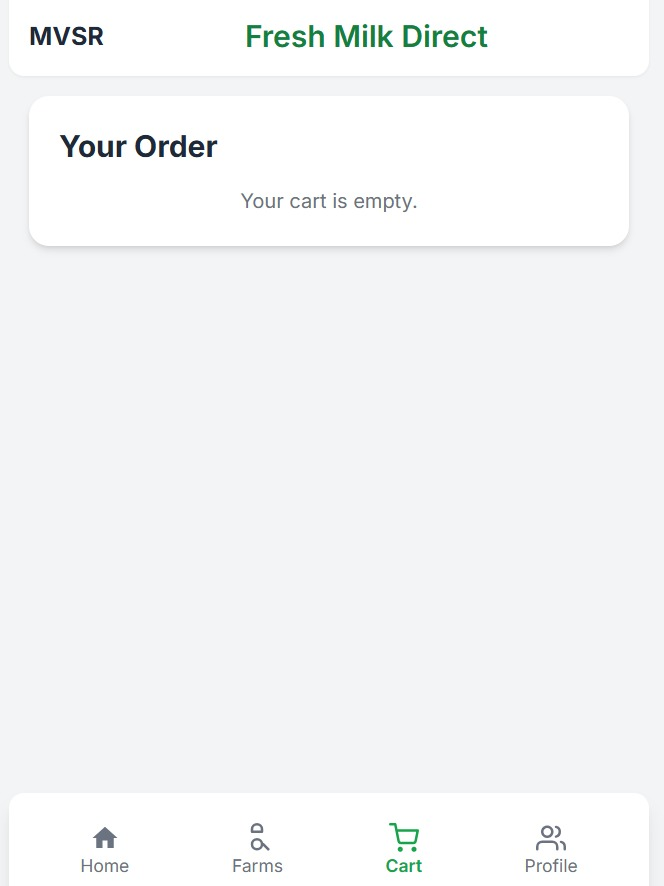 MVSR
Fresh Milk Direct
Your Order
Your cart is empty.
Home
Farms
Cart
Profile